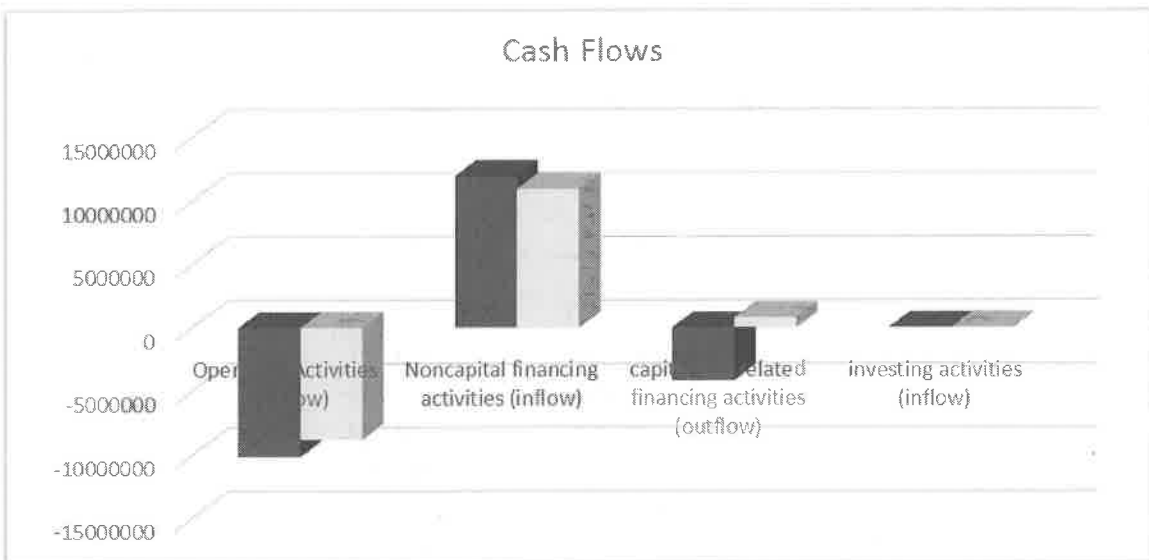 Cash Flows
15000000
10000000
5000000
0
-5000000
-10000000
-15000000
Activities
Noncapital financing
activities (inflow)
financing activities
(outflow)
investing activities
(inflow)